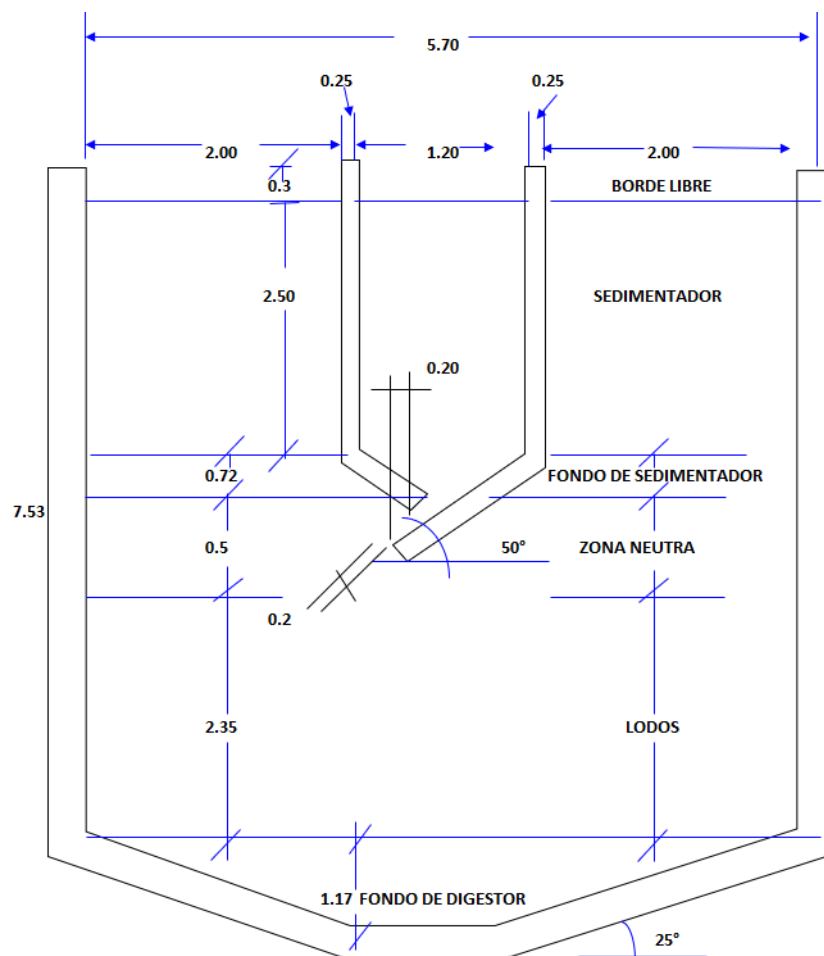 5.70
0.25
0.25
2.00
1.20
2.00
0.3
BORDE LIBRE
2.50
SEDIMENTADOR
0.20
0.72
FONDO DE SEDIMENTADOR
7.53
0.5
50°
ZONA NEUTRA
0.2
2.35
LODOS
1.17 FONDO DE DIGESTOR
25°